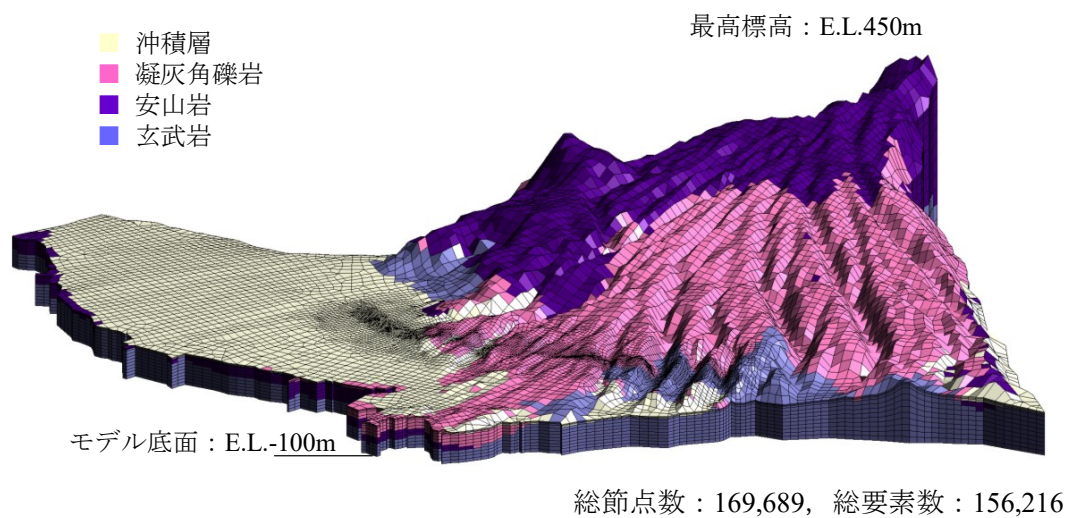 最高標高：E.L.450m
沖積層
凝灰角礫岩
安山岩
玄武岩
モデル底面：E.L.-100m
総節点数：169,689，総要素数：156,216